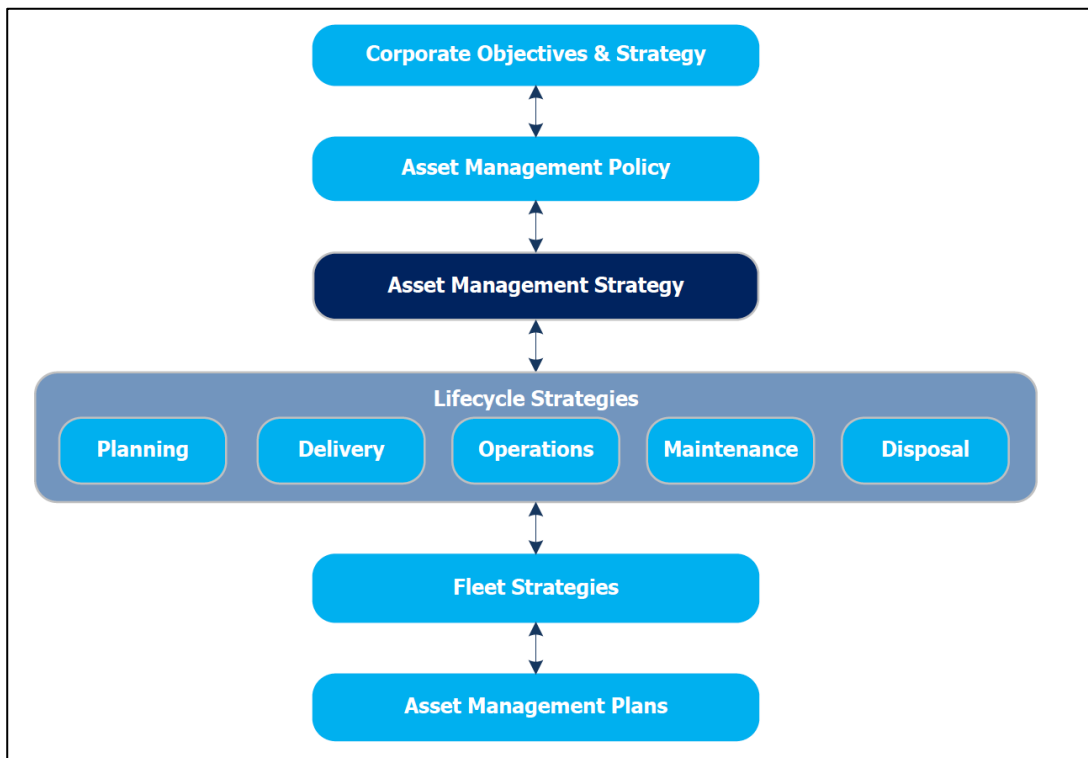 Corporate Objectives & Strategy
Asset Management Policy
Asset Management Strategy
Lifecycle Strategies
Planning
Delivery
Operations
Maintenance
Disposal
Fleet Strategies
Asset Management Plans